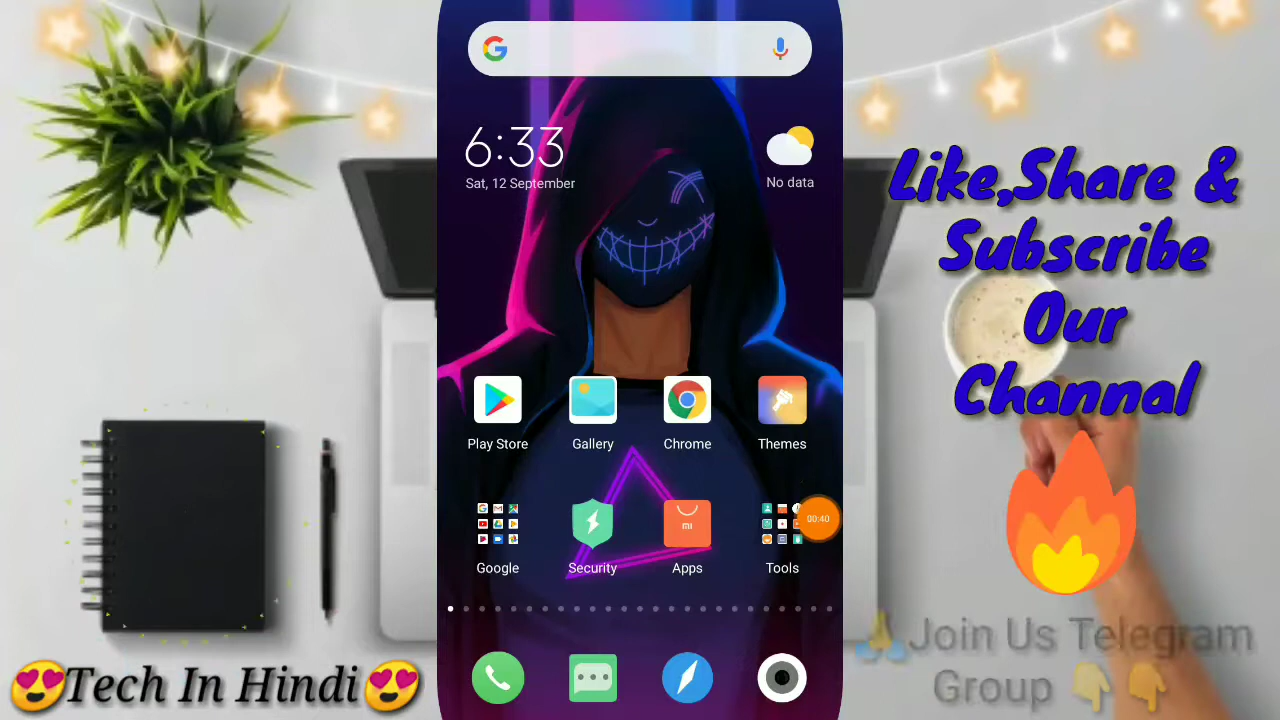 6:33
Sat, 12 September
No data
Play Store
Gallery
Chrome
Themes
mi
Google
Security
Apps
Tools
00:40
Like,Share &
Subscribe
Our
Channal
🙏Join Us Telegram
Group 👇👇
😍Tech In Hindi😍